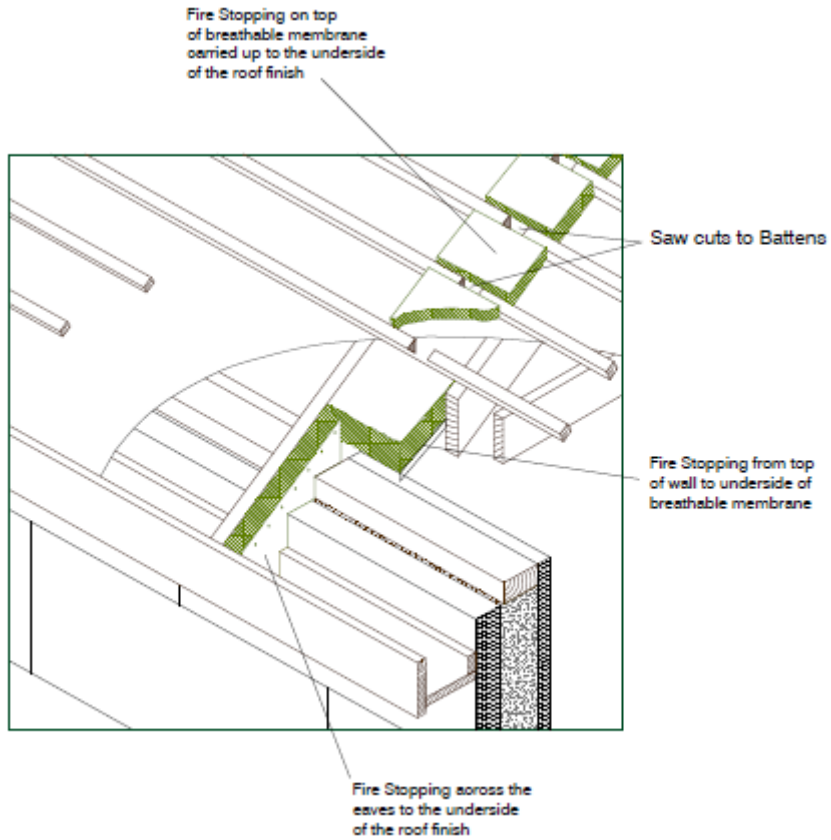 Fire Stopping on top
of breathable membrane
carried up to the underside
of the roof finish
Saw cuts to Battens
Fire Stopping from top
of wall to underside of
breathable membrane
Fire Stopping across the
eaves to the underside
of the roof finish